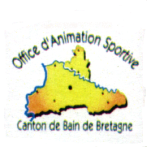 Office d'Animation Sportive
Canton de Bain de Bretagne